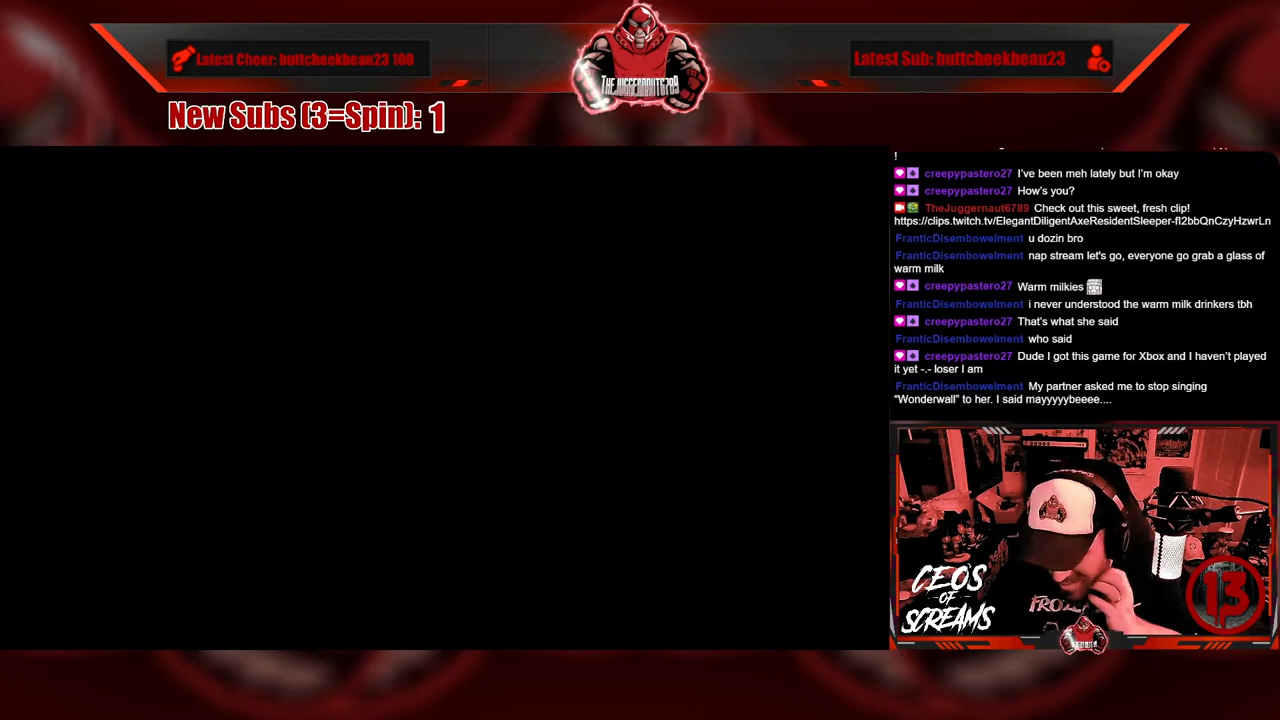 Latest Cheer: buttcheekbeau23 100
THEJUGGERNAUT6789
Latest Sub: buttcheekbeau23
New Subs (3=Spin): 1
!
creepypastero27 I've been meh lately but I'm okay
creepypastero27 How's you?
TheJuggernaut6789 Check out this sweet, fresh clip!
https://clips.twitch.tv/ElegantDiligentAxeResidentSleeper-fI2bbQnCzyHzwrLn
FranticDisembowelment u dozin bro
FranticDisembowelment nap stream let's go, everyone go grab a glass of
warm milk
creepypastero27 Warm milkies
FranticDisembowelment i never understood the warm milk drinkers tbh
creepypastero27 That's what she said
FranticDisembowelment who said
creepypastero27 Dude I got this game for Xbox and I haven't played
it yet -.- loser I am
FranticDisembowelment My partner asked me to stop singing
“Wonderwall” to her. I said mayyyyybeeee....
CEOS
OF
SCREAMS
13